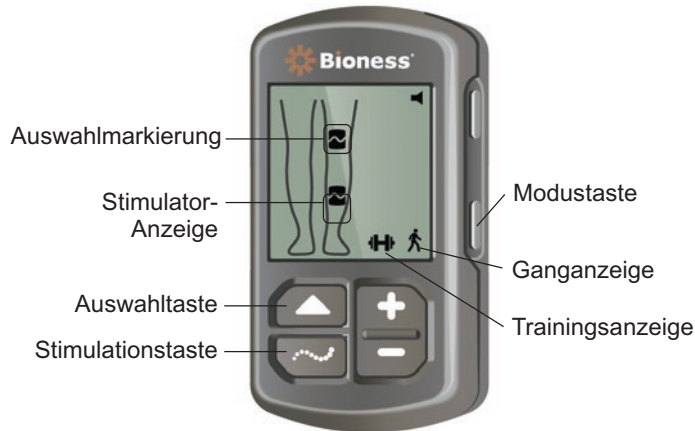 Bioness
Auswahlmarkierung
Stimulator-
Anzeige
Modustaste
Ganganzeige
Auswahltaste
Trainingsanzeige
Stimulationstaste